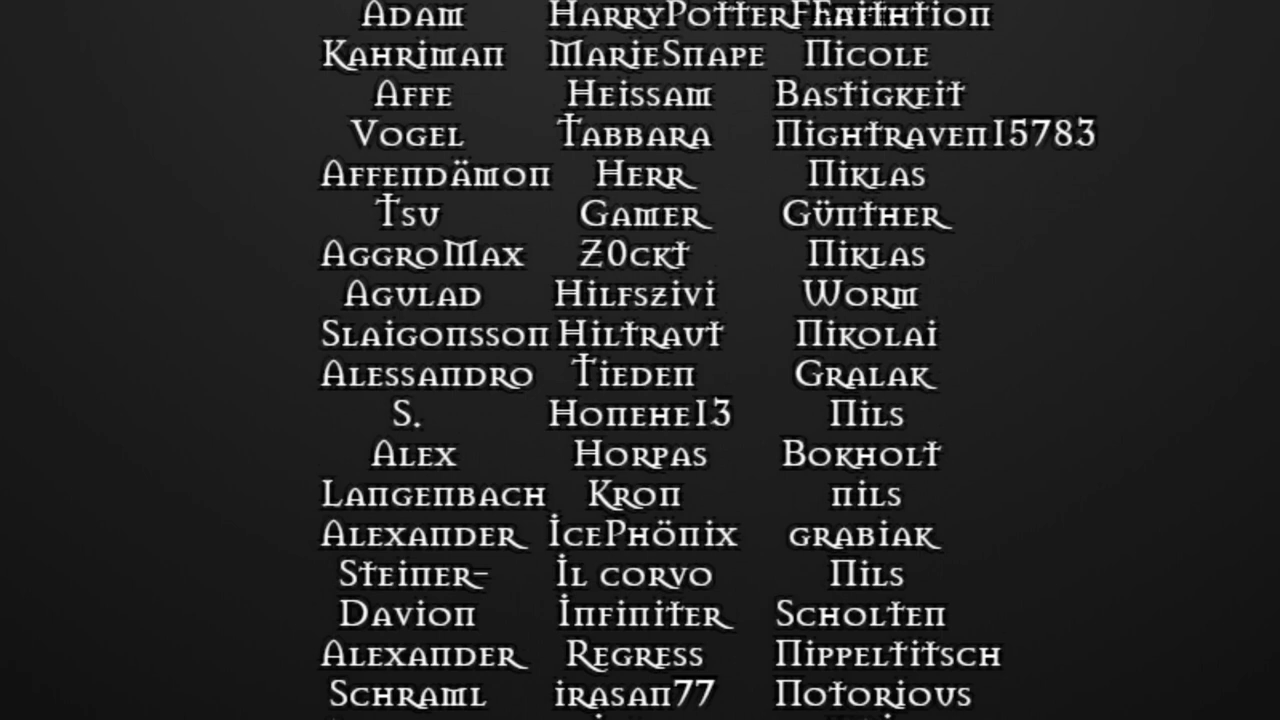 Adam HarryPotterFF
Kahriman MarieSnape Nicole
Affe Heissam Bastigkeit
Vogel Tabbara Nightraven15783
Affendämon Herr Niklas
Tsu Gamer Günther
AggroMax Z0ckt Niklas
Agulad Hilfszivi Worm
Slaigonsson Hiltraut Nikolai
Alessandro Tieden Gralak
S. Honehe13 Nils
Alex Horpas Bokholt
Langenbach Kron nils
Alexander IcePhönix grabiak
Steiner- Il corvo Nils
Davion Infiniter Scholten
Alexander Regress Nippeltitsch
Schraml irasan77 Notorious